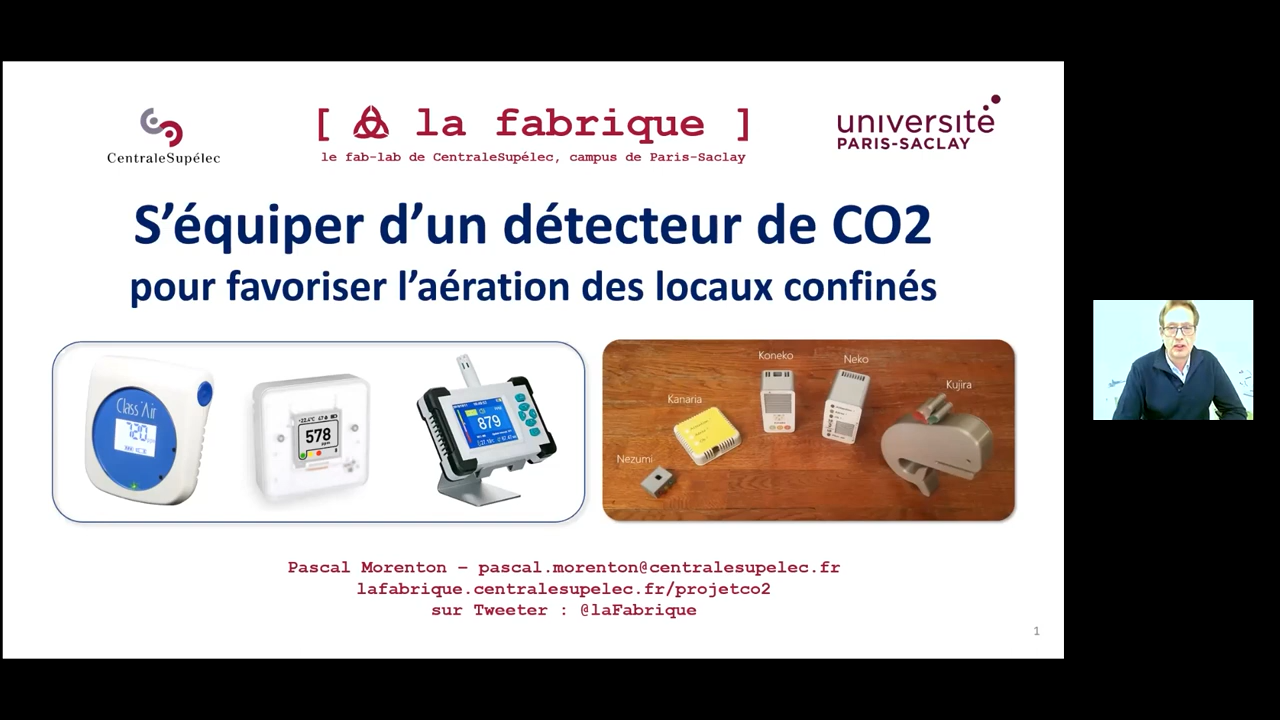 CentraleSupélec
[ la fabrique ]
le fab-lab de CentraleSupélec, campus de Paris-Saclay
université
PARIS-SACLAY
S’équiper d’un détecteur de CO2
pour favoriser l’aération des locaux confinés
Class'Air
720
578
879
Nezumi
Kanaria
Koneko
Neko
Kujira
Pascal Morenton – pascal.morenton@centralesupelec.fr
lafabrique.centralesupelec.fr/projetco2
sur Tweeter : @laFabrique
1